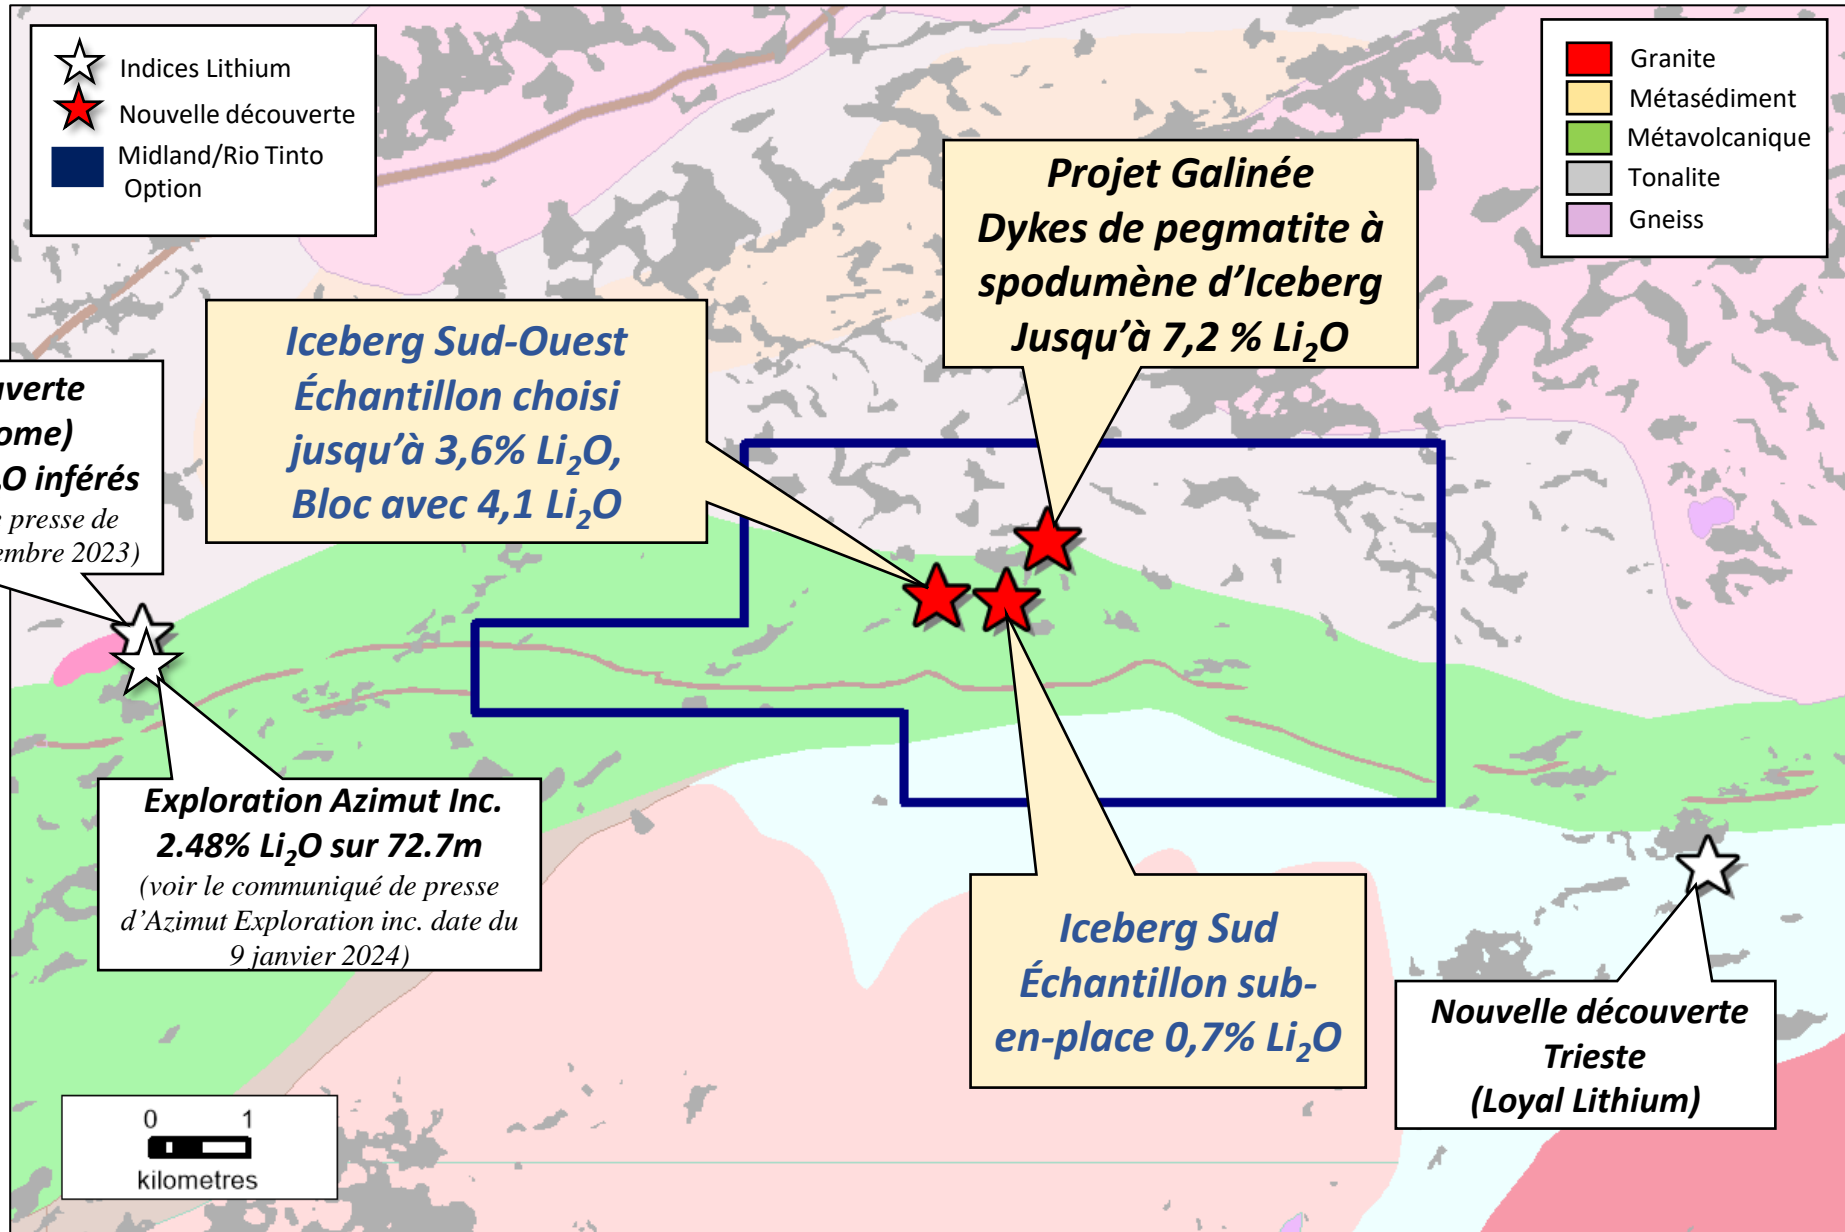 Indices Lithium
Nouvelle découverte
Midland/Rio Tinto
Option
Granite
Métasédiment
Métavolcanique
Tonalite
Gneiss
Projet Galinée
Dykes de pegmatite à
spodumène d’Iceberg
Jusqu’à 7,2 % Li₂O
Iceberg Sud-Ouest
Échantillon choisi
jusqu’à 3,6% Li₂O,
Bloc avec 4,1 Li₂O
inférés
presse de
2023)
Exploration Azimut Inc.
2.48% Li₂O sur 72.7m
(voir le communiqué de presse
d’Azimut Exploration inc. date du
9 janvier 2024)
Iceberg Sud
Échantillon sub-
en-place 0,7% Li₂O
Nouvelle découverte
Trieste
(Loyal Lithium)
0 1
kilometres